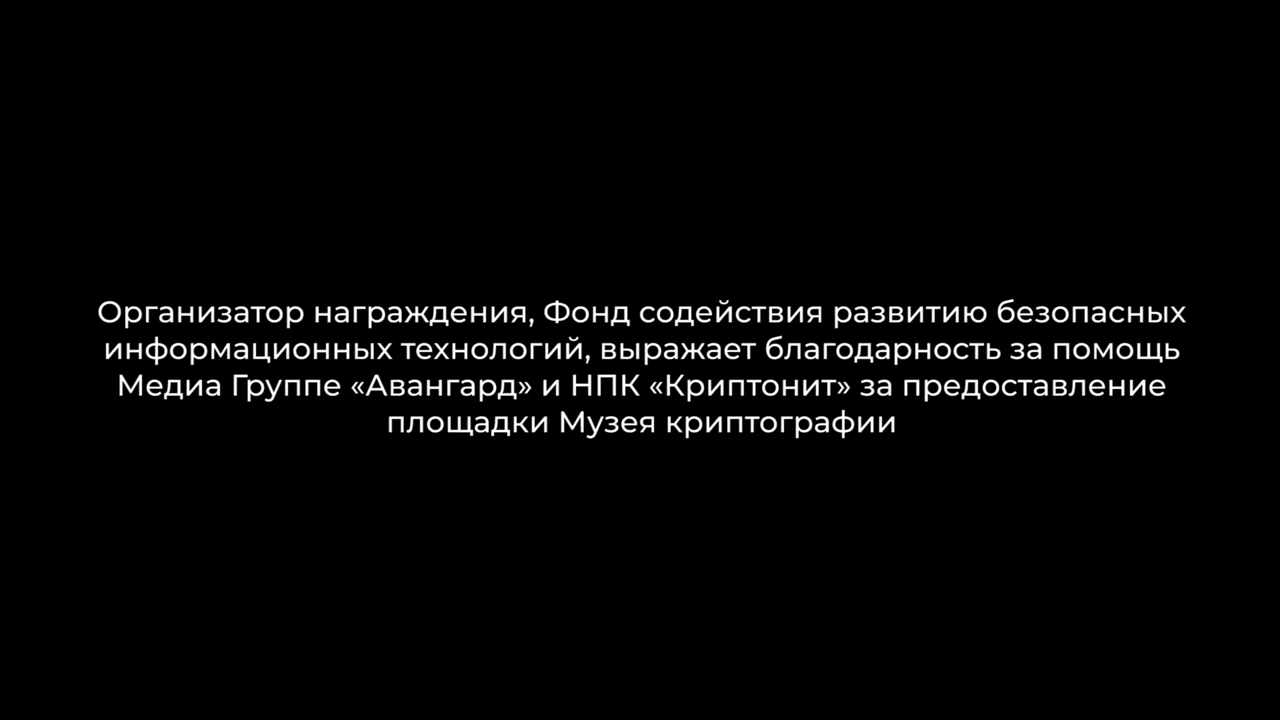 Организатор награждения, Фонд содействия развитию безопасных
информационных технологий, выражает благодарность за помощь
Медиа Группе «Авангард» и НПК «Криптонит» за предоставление
площадки Музея криптографии